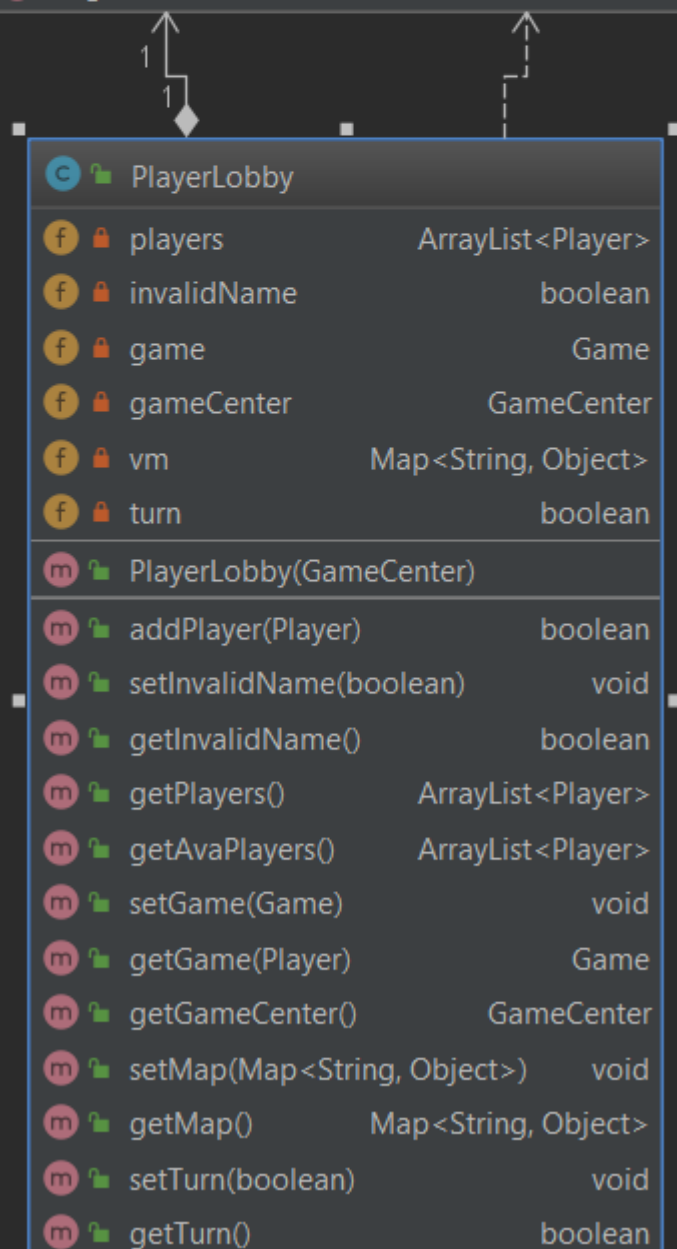 1
1
C PlayerLobby
f players ArrayList<Player>
f invalidName boolean
f game Game
f gameCenter GameCenter
f vm Map<String, Object>
f turn boolean
m PlayerLobby(GameCenter)
m addPlayer(Player) boolean
m setInvalidName(boolean) void
m getInvalidName() boolean
m getPlayers() ArrayList<Player>
m getAvaPlayers() ArrayList<Player>
m setGame(Game) void
m getGame(Player) Game
m getGameCenter() GameCenter
m setMap(Map<String, Object>) void
m getMap() Map<String, Object>
m setTurn(boolean) void
m getTurn() boolean